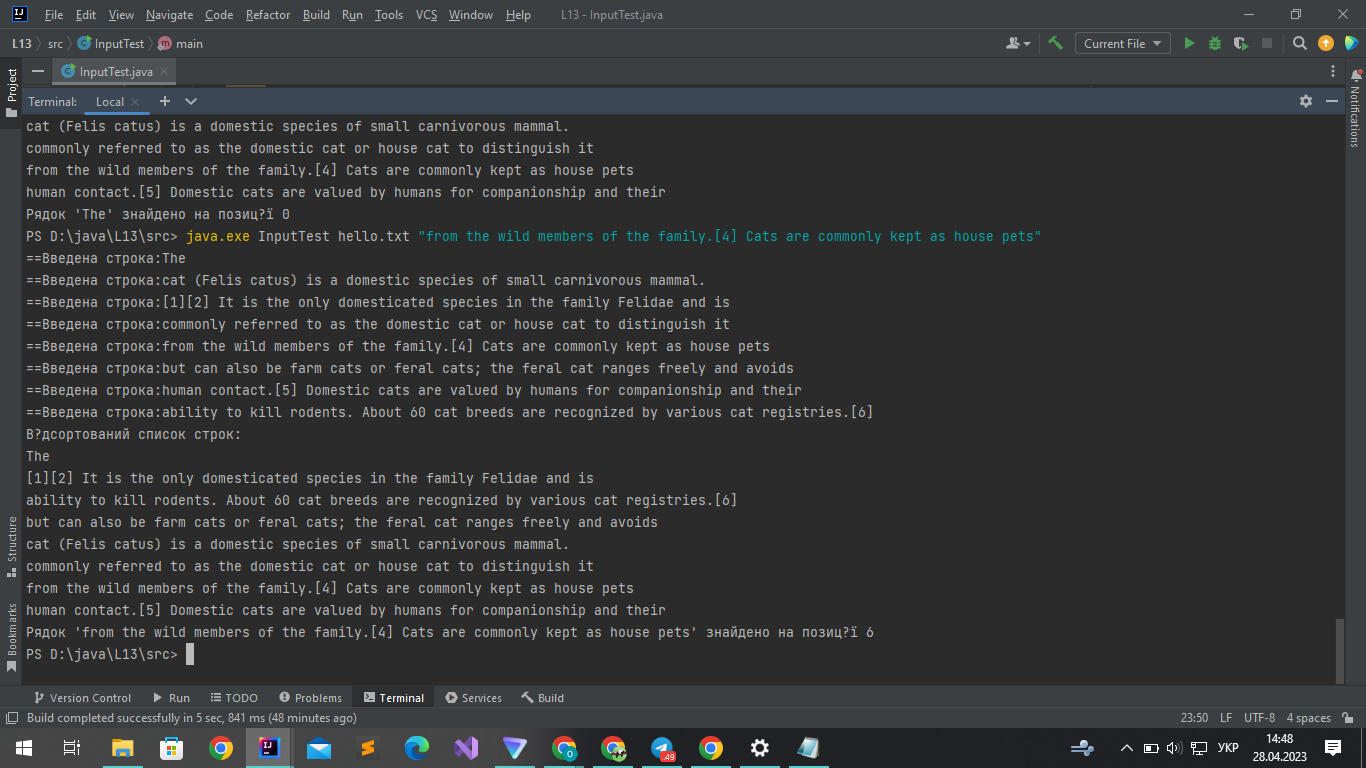 File Edit View Navigate Code Refactor Build Run Tools VCS Window Help L13 - InputTest.java
L13 src InputTest main Current File
Project
InputTest.java
Notifications
Terminal: Local
cat (Felis catus) is a domestic species of small carnivorous mammal.
commonly referred to as the domestic cat or house cat to distinguish it
from the wild members of the family.[4] Cats are commonly kept as house pets
human contact.[5] Domestic cats are valued by humans for companionship and their
Рядок 'The' знайдено на позиц?ї 0
PS D:\java\L13\src> java.exe InputTest hello.txt "from the wild members of the family.[4] Cats are commonly kept as house pets"
==Введена строка:The
==Введена строка:cat (Felis catus) is a domestic species of small carnivorous mammal.
==Введена строка:[1][2] It is the only domesticated species in the family Felidae and is
==Введена строка:commonly referred to as the domestic cat or house cat to distinguish it
==Введена строка:from the wild members of the family.[4] Cats are commonly kept as house pets
==Введена строка:but can also be farm cats or feral cats; the feral cat ranges freely and avoids
==Введена строка:human contact.[5] Domestic cats are valued by humans for companionship and their
==Введена строка:ability to kill rodents. About 60 cat breeds are recognized by various cat registries.[6]
В?дсортований список строк:
The
[1][2] It is the only domesticated species in the family Felidae and is
ability to kill rodents. About 60 cat breeds are recognized by various cat registries.[6]
but can also be farm cats or feral cats; the feral cat ranges freely and avoids
cat (Felis catus) is a domestic species of small carnivorous mammal.
commonly referred to as the domestic cat or house cat to distinguish it
from the wild members of the family.[4] Cats are commonly kept as house pets
human contact.[5] Domestic cats are valued by humans for companionship and their
Рядок 'from the wild members of the family.[4] Cats are commonly kept as house pets' знайдено на позиц?ї 6
PS D:\java\L13\src>
Structure
Bookmarks
Version Control Run TODO Problems Terminal Services Build
Build completed successfully in 5 sec, 841 ms (48 minutes ago) 23:50 LF UTF-8 4 spaces
УКР 14:48
28.04.2023